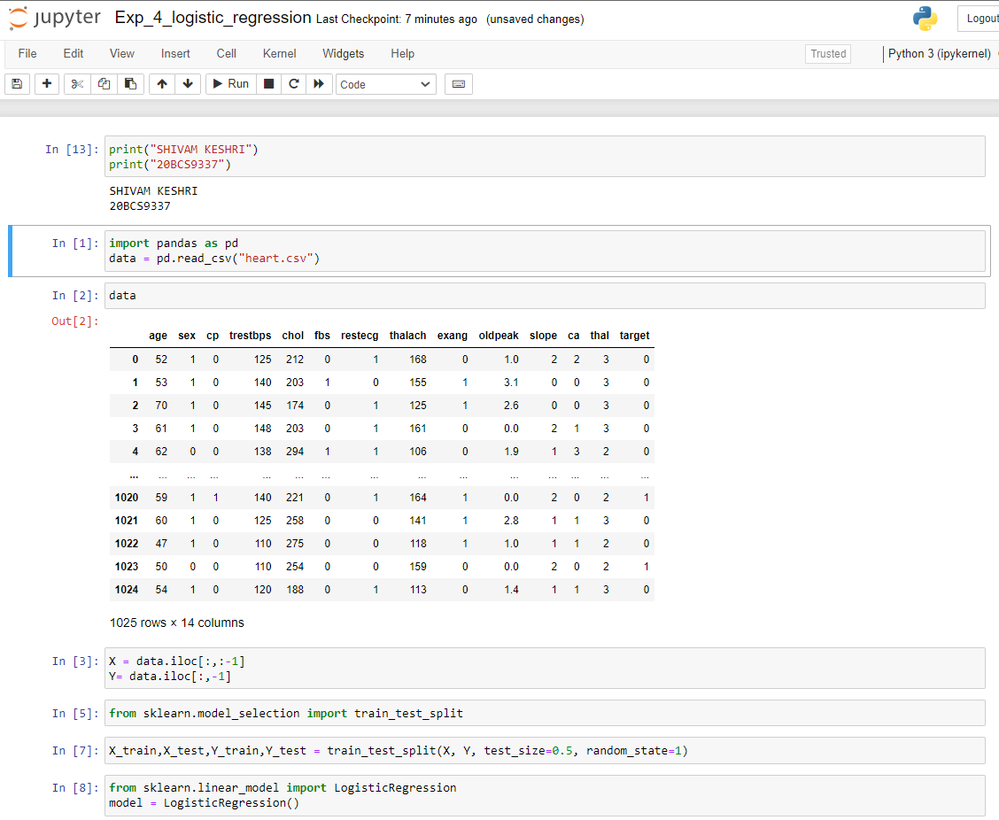 jupyter Exp_4_logistic_regression Last Checkpoint: 7 minutes ago (unsaved changes) Logout
File Edit View Insert Cell Kernel Widgets Help Trusted Python 3 (ipykernel)
Run Code
In [13]: print("SHIVAM KESHRI")
print("20BCS9337")
SHIVAM KESHRI
20BCS9337
In [1]: import pandas as pd
data = pd.read_csv("heart.csv")
In [2]: data
Out[2]:
age sex cp trestbps chol fbs restecg thalach exang oldpeak slope ca thal target
0 52 1 0 125 212 0 1 168 0 1.0 2 2 3 0
1 53 1 0 140 203 1 0 155 1 3.1 0 0 3 0
2 70 1 0 145 174 0 1 125 1 2.6 0 0 3 0
3 61 1 0 148 203 0 1 161 0 0.0 2 1 3 0
4 62 0 0 138 294 1 1 106 0 1.9 1 3 2 0
... ... ... ... ... ... ... ... ... ... ... ... ... ... ...
1020 59 1 1 140 221 0 1 164 1 0.0 2 0 2 1
1021 60 1 0 125 258 0 0 141 1 2.8 1 1 3 0
1022 47 1 0 110 275 0 0 118 1 1.0 1 1 2 0
1023 50 0 0 110 254 0 0 159 0 0.0 2 0 2 1
1024 54 1 0 120 188 0 1 113 0 1.4 1 1 3 0
1025 rows × 14 columns
In [3]: X = data.iloc[:,:-1]
Y= data.iloc[:,-1]
In [5]: from sklearn.model_selection import train_test_split
In [7]: X_train,X_test,Y_train,Y_test = train_test_split(X, Y, test_size=0.5, random_state=1)
In [8]: from sklearn.linear_model import LogisticRegression
model = LogisticRegression()